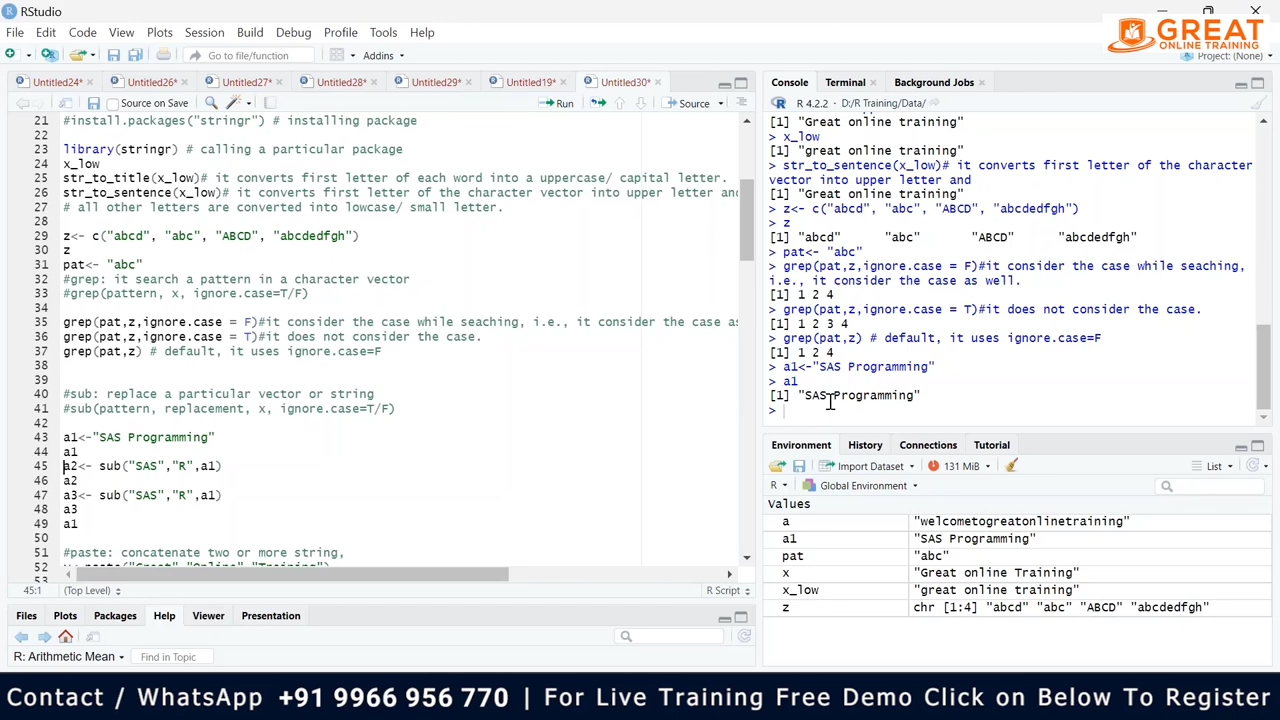 RStudio
File Edit Code View Plots Session Build Debug Profile Tools Help
GREAT
ONLINE TRAINING
Go to file/function
Addins
Project: (None)
Untitled24* Untitled26* Untitled27* Untitled28* Untitled29* Untitled19* Untitled30*
Source on Save
Run
Source
21 #install.packages("stringr") # installing package
22
23 library(stringr) # calling a particular package
24 x_low
25 str_to_title(x_low)# it converts first letter of each word into a uppercase/ capital letter.
26 str_to_sentence(x_low)# it converts first letter of the character vector into upper letter and
27 # all other letters are converted into lowcase/ small letter.
28
29 z<- c("abcd", "abc", "ABCD", "abcdedfgh")
30 z
31 pat<- "abc"
32 #grep: it search a pattern in a character vector
33 #grep(pattern, x, ignore.case=T/F)
34
35 grep(pat,z,ignore.case = F)#it consider the case while seaching, i.e., it consider the case as
36 grep(pat,z,ignore.case = T)#it does not consider the case.
37 grep(pat,z) # default, it uses ignore.case=F
38
39
40 #sub: replace a particular vector or string
41 #sub(pattern, replacement, x, ignore.case=T/F)
42
43 a1<-"SAS Programming"
44 a1
45 a2<- sub("SAS","R",a1)
46 a2
47 a3<- sub("SAS","R",a1)
48 a3
49 a1
50
51 #paste: concatenate two or more string,
52
53
45:1 (Top Level) R Script
Files Plots Packages Help Viewer Presentation
R: Arithmetic Mean Find in Topic
Console Terminal Background Jobs
R 4.2.2 . D:/R Training/Data/
[1] "Great online training"
> x_low
[1] "great online training"
> str_to_sentence(x_low)# it converts first letter of the character
vector into upper letter and
[1] "Great online training"
> z<- c("abcd", "abc", "ABCD", "abcdedfgh")
> z
[1] "abcd" "abc" "ABCD" "abcdedfgh"
> pat<- "abc"
> grep(pat,z,ignore.case = F)#it consider the case while seaching,
i.e., it consider the case as well.
[1] 1 2 4
> grep(pat,z,ignore.case = T)#it does not consider the case.
[1] 1 2 3 4
> grep(pat,z) # default, it uses ignore.case=F
[1] 1 2 4
> a1<-"SAS Programming"
> a1
[1] "SAS Programming"
>
Environment History Connections Tutorial
Import Dataset 131 MiB List
R Global Environment
Values
a "welcometogreatonlinetraining"
a1 "SAS Programming"
pat "abc"
x "Great online Training"
x_low "great online training"
z chr [1:4] "abcd" "abc" "ABCD" "abcdedfgh"
Contact / WhatsApp +91 9966 956 770 | For Live Training Free Demo Click on Below To Register